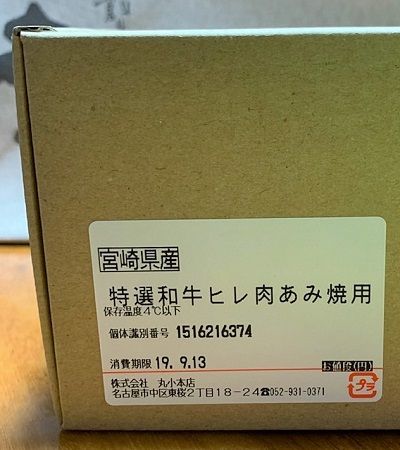 宮崎県産
特選和牛ヒレ肉あみ焼用
保存温度4℃以下
個体識別番号 1516216374
消費期限 19. 9.13
お値段(円)
株式会社 丸小本店
名古屋市中区東桜2丁目18-24☎052-931-0371
プラ